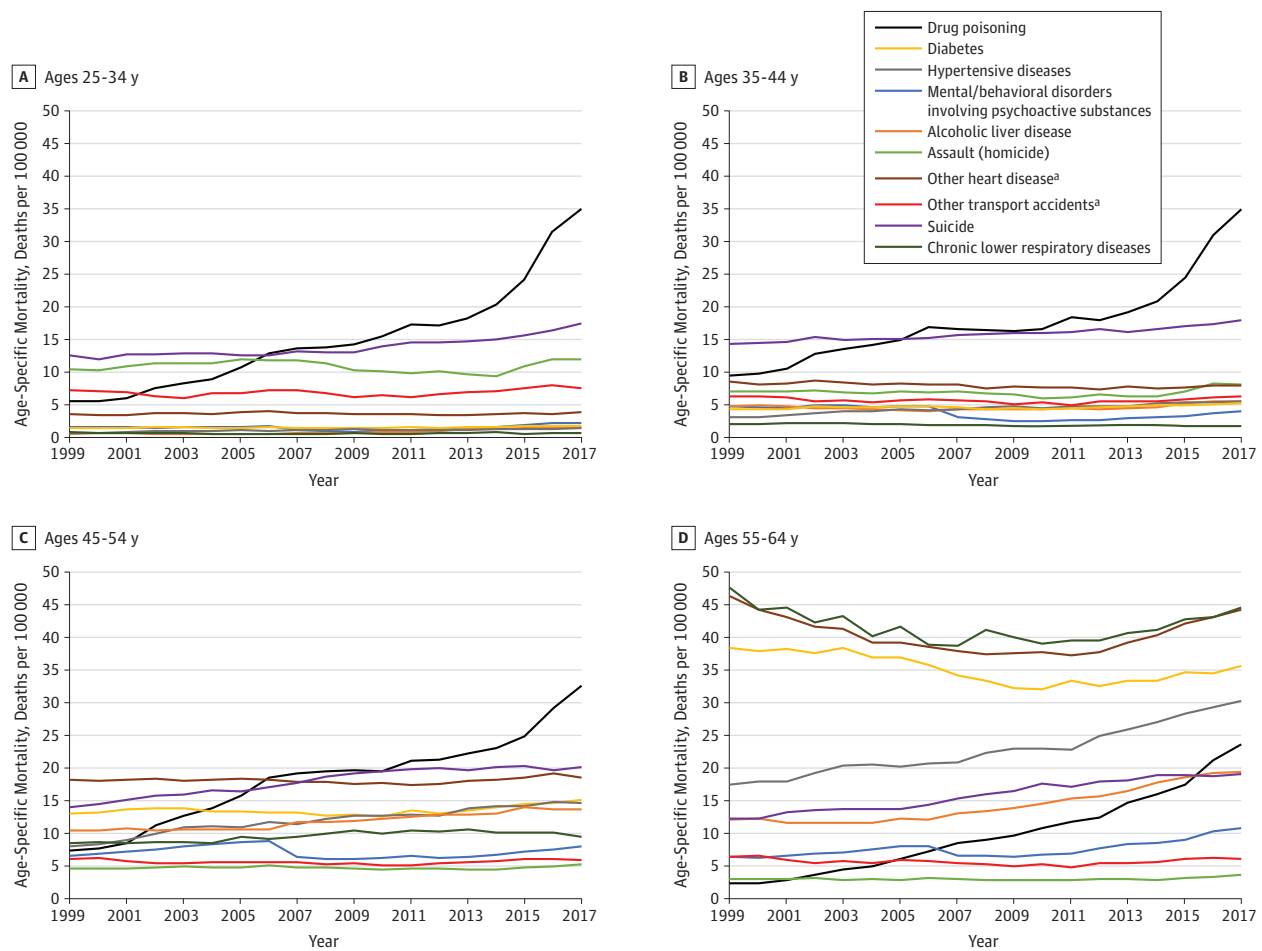 Drug poisoning
Diabetes
Hypertensive diseases
Mental/behavioral disorders
involving psychoactive substances
Alcoholic liver disease
Assault (homicide)
Other heart diseaseᵃ
Other transport accidentsᵃ
Suicide
Chronic lower respiratory diseases
A Ages 25-34 y
Age-Specific Mortality, Deaths per 100 000
50
45
40
35
30
25
20
15
10
5
0
1999 2001 2003 2005 2007 2009 2011 2013 2015 2017
Year
B Ages 35-44 y
Age-Specific Mortality, Deaths per 100 000
50
45
40
35
30
25
20
15
10
5
0
1999 2001 2003 2005 2007 2009 2011 2013 2015 2017
Year
C Ages 45-54 y
Age-Specific Mortality, Deaths per 100 000
50
45
40
35
30
25
20
15
10
5
0
1999 2001 2003 2005 2007 2009 2011 2013 2015 2017
Year
D Ages 55-64 y
Age-Specific Mortality, Deaths per 100 000
50
45
40
35
30
25
20
15
10
5
0
1999 2001 2003 2005 2007 2009 2011 2013 2015 2017
Year